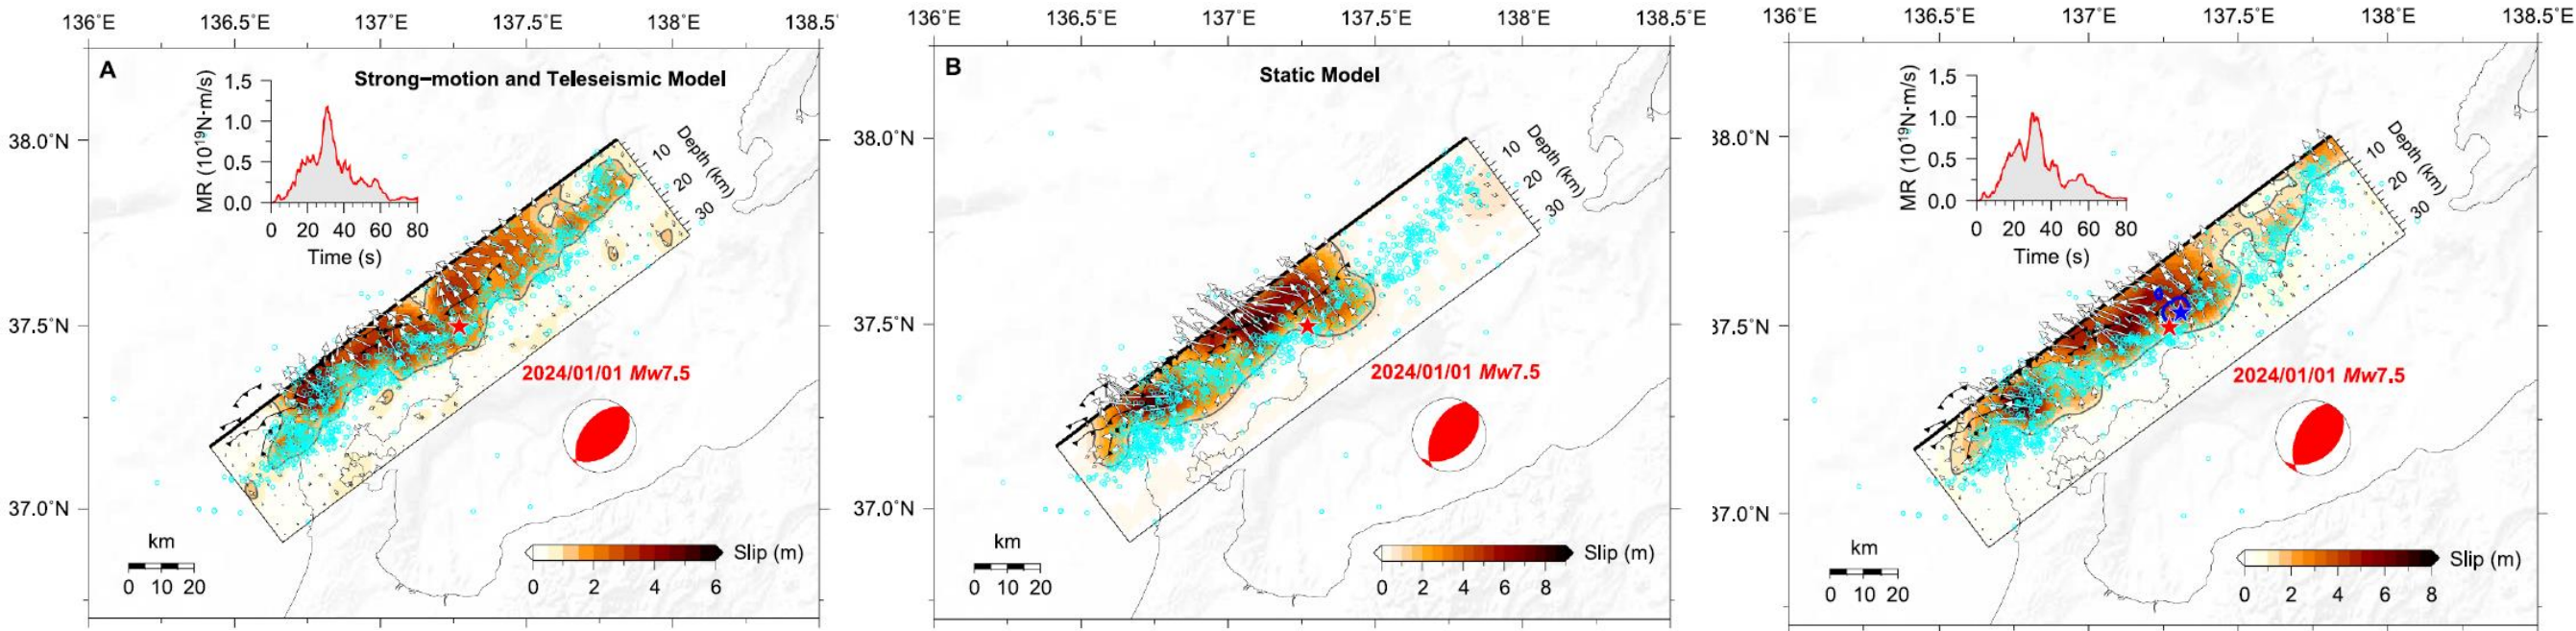 136°E 136.5°E 137°E 137.5°E 138°E 138.5°
A
Strong−motion and Teleseismic Model
MR (10¹⁹N·m/s)
1.5
1.0
0.5
0.0
0 20 40 60 80
Time (s)
Depth (km)
10
20
30
38.0°N
37.5°N
37.0°N
2024/01/01 Mw7.5
km
0 10 20
Slip (m)
0 2 4 6
136°E 136.5°E 137°E 137.5°E 138°E 138.5°E
B
Static Model
Depth (km)
10
20
30
38.0°N
37.5°N
37.0°N
2024/01/01 Mw7.5
km
0 10 20
Slip (m)
0 2 4 6 8
136°E 136.5°E 137°E 137.5°E 138°E 138.5°E
MR (10¹⁹N·m/s)
1.5
1.0
0.5
0.0
0 20 40 60 80
Time (s)
Depth (km)
10
20
30
38.0°N
37.5°N
37.0°N
2024/01/01 Mw7.5
km
0 10 20
Slip (m)
0 2 4 6 8